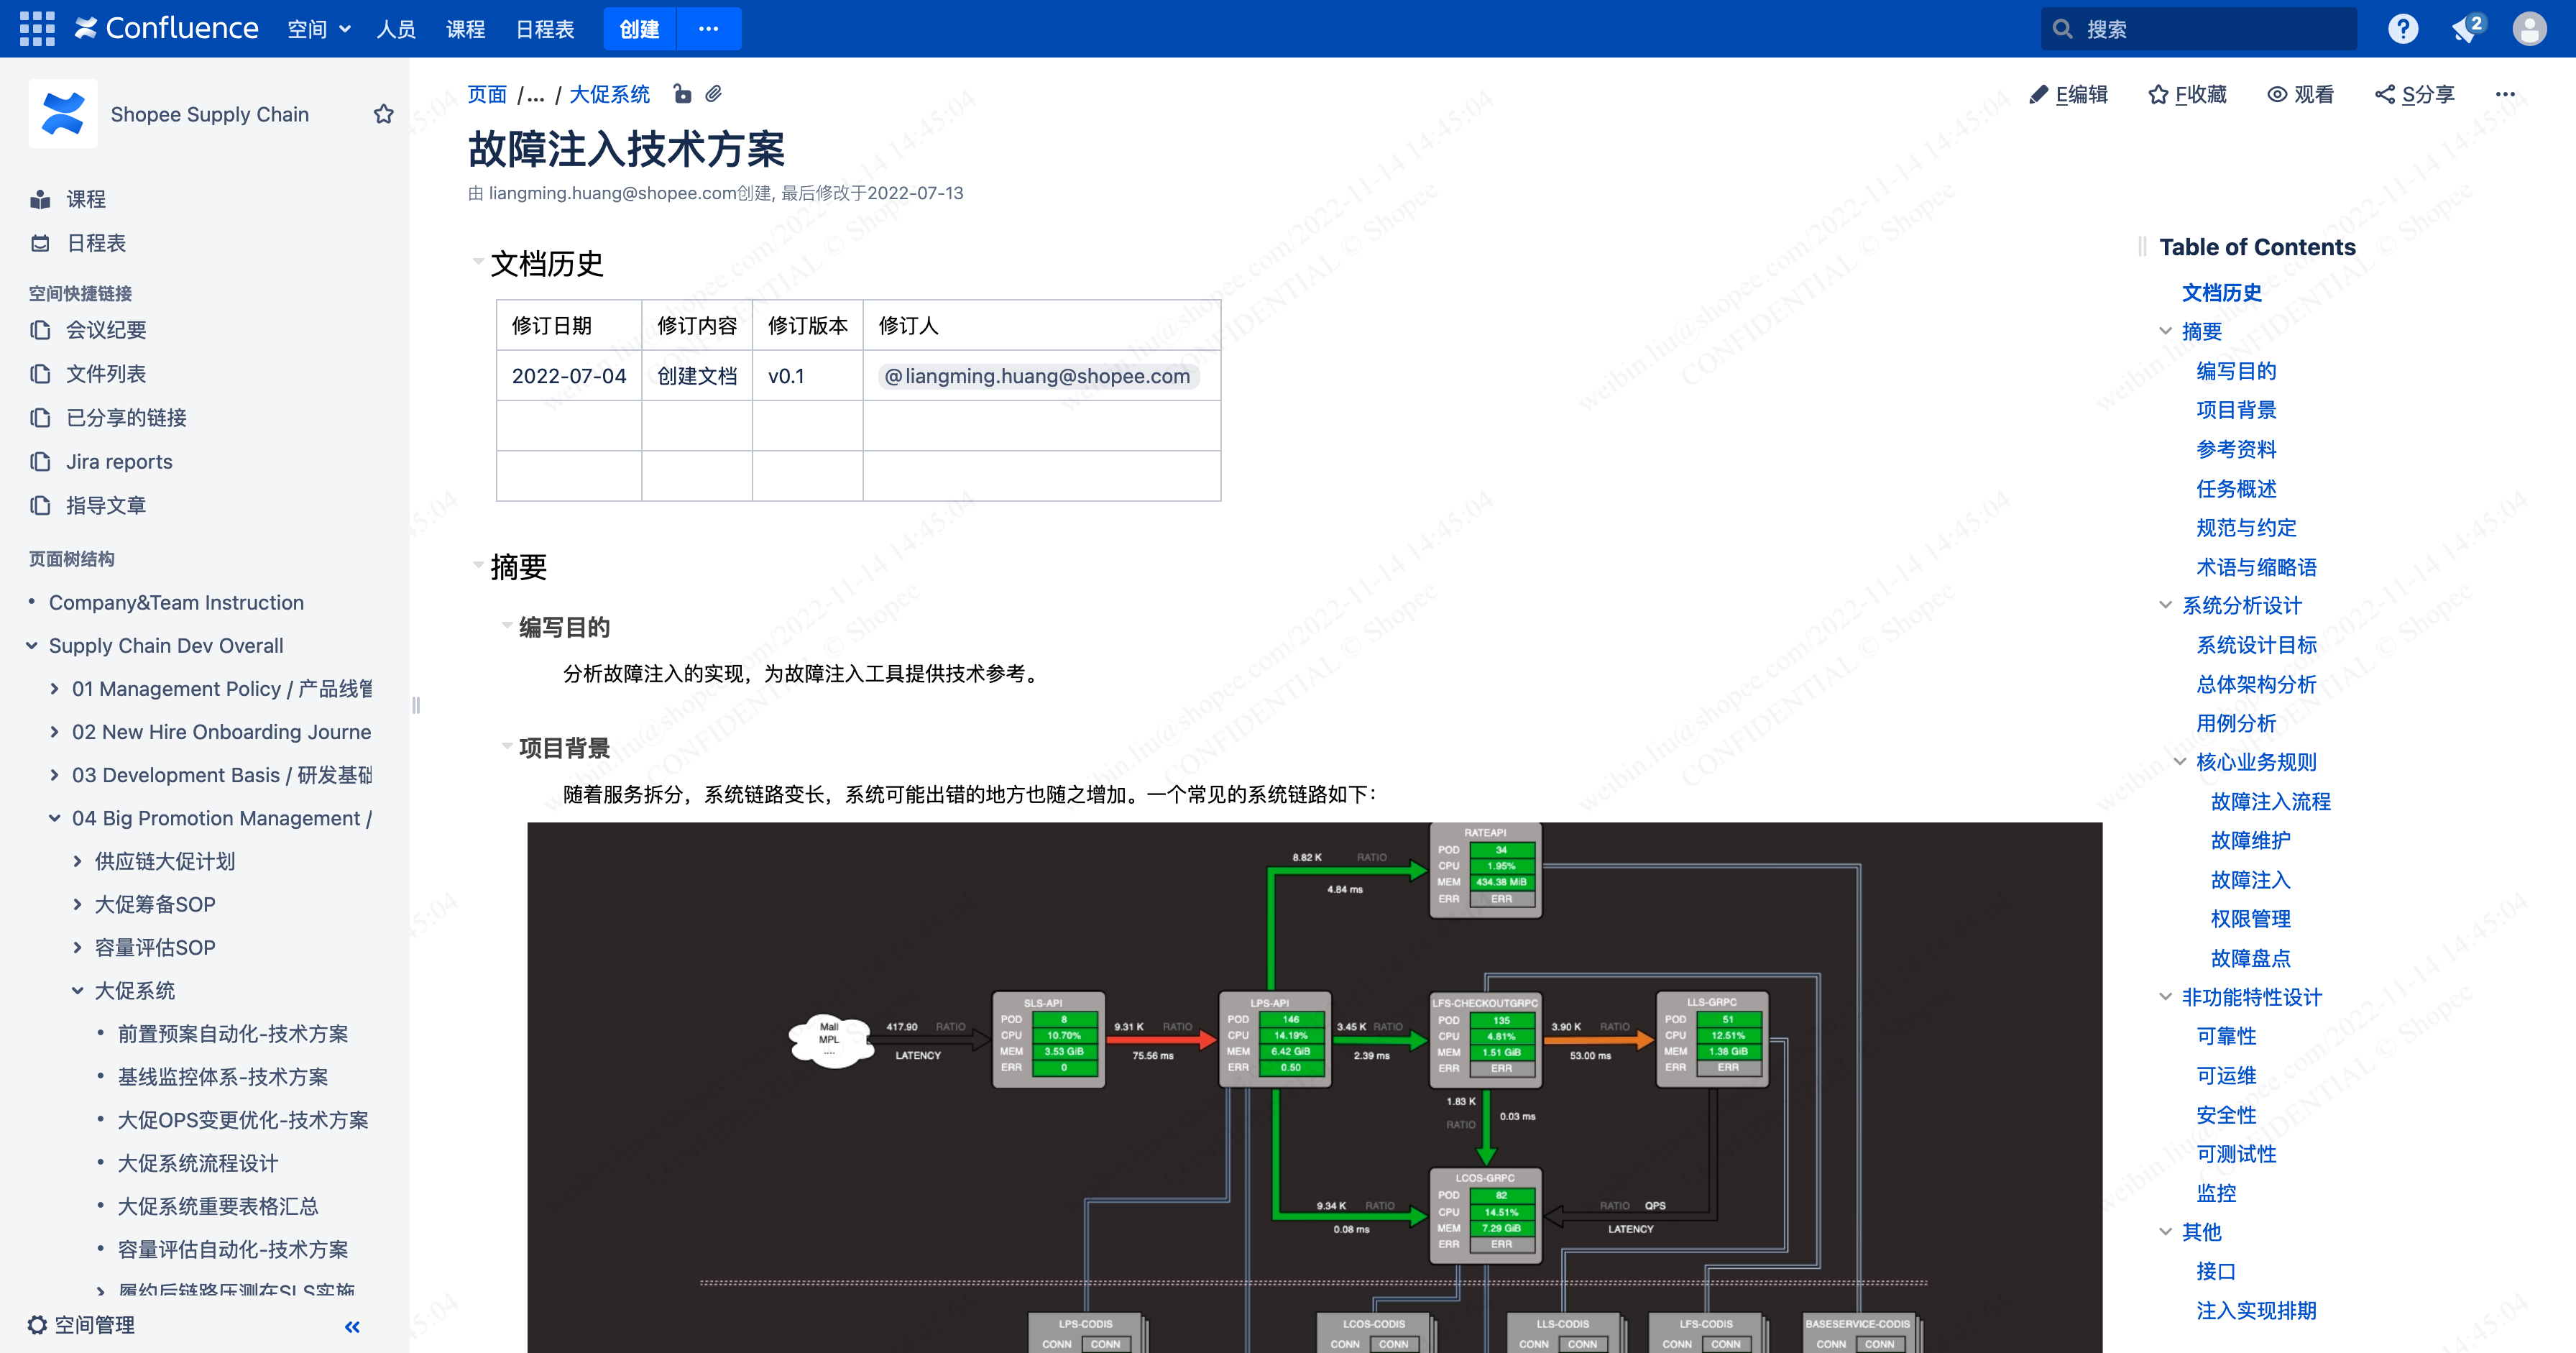 Confluence 空间 人员 课程 日程表 创建 ··· 搜索 ? 2
Shopee Supply Chain
课程
日程表
空间快捷链接
会议纪要
文件列表
已分享的链接
Jira reports
指导文章
页面树结构
• Company&Team Instruction
Supply Chain Dev Overall
01 Management Policy / 产品线管
02 New Hire Onboarding Journe
03 Development Basis / 研发基础
04 Big Promotion Management /
供应链大促计划
大促筹备SOP
容量评估SOP
大促系统
• 前置预案自动化-技术方案
• 基线监控体系-技术方案
• 大促OPS变更优化-技术方案
• 大促系统流程设计
• 大促系统重要表格汇总
• 容量评估自动化-技术方案
履约后链路压测在SLS实施
空间管理 «
页面 /... / 大促系统
E编辑 F收藏 观看 S分享 ···
故障注入技术方案
由 liangming.huang@shopee.com创建, 最后修改于2022-07-13
文档历史
修订日期 修订内容 修订版本 修订人
2022-07-04 创建文档 v0.1 @liangming.huang@shopee.com
摘要
编写目的
分析故障注入的实现，为故障注入工具提供技术参考。
项目背景
随着服务拆分，系统链路变长，系统可能出错的地方也随之增加。一个常见的系统链路如下：
RATEAPI
POD 34
CPU 1.95%
MEM 434.38 MiB
ERR ERR
8.82 K RATIO
4.84 ms
Mall
MPL
....
417.90 RATIO
LATENCY
SLS-API
POD 8
CPU 10.70%
MEM 3.53 GiB
ERR 0
9.31 K RATIO
75.56 ms
LPS-API
POD 146
CPU 14.19%
MEM 6.42 GiB
ERR 0.50
3.45 K RATIO
2.39 ms
LFS-CHECKOUTGRPC
POD 135
CPU 4.81%
MEM 1.51 GiB
ERR ERR
3.90 K RATIO
53.00 ms
LLS-GRPC
POD 51
CPU 12.51%
MEM 1.38 GiB
ERR ERR
1.83 K
RATIO
0.03 ms
9.34 K RATIO
0.08 ms
LCOS-GRPC
POD 82
CPU 14.51%
MEM 7.29 GiB
ERR ERR
RATIO QPS
LATENCY
LPS-CODIS
CONN CONN
LCOS-CODIS
CONN CONN
LLS-CODIS
CONN CONN
LFS-CODIS
CONN CONN
BASESERVICE-CODIS
CONN CONN
Table of Contents
文档历史
摘要
编写目的
项目背景
参考资料
任务概述
规范与约定
术语与缩略语
系统分析设计
系统设计目标
总体架构分析
用例分析
核心业务规则
故障注入流程
故障维护
故障注入
权限管理
故障盘点
非功能特性设计
可靠性
可运维
安全性
可测试性
监控
其他
接口
注入实现排期
weibin.liu@shopee.com/2022-11-14 14:45:04
CONFIDENTIAL © Shopee